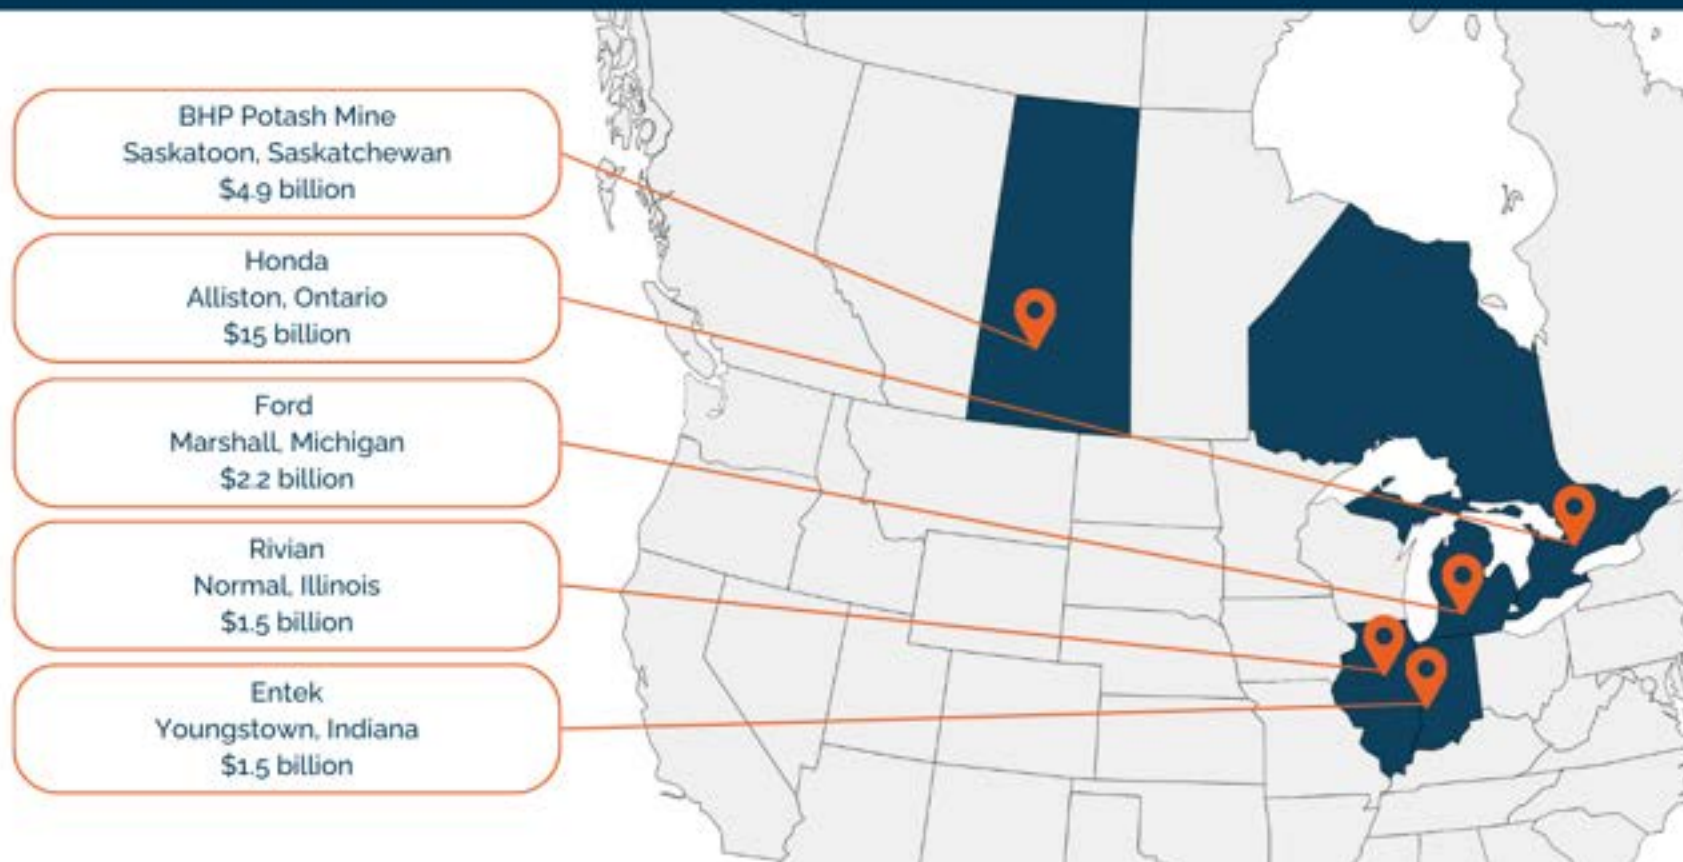 BHP Potash Mine
Saskatoon, Saskatchewan
$4.9 billion
Honda
Alliston, Ontario
$15 billion
Ford
Marshall, Michigan
$2.2 billion
Rivian
Normal, Illinois
$1.5 billion
Entek
Youngstown, Indiana
$1.5 billion